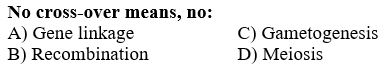 No cross-over means, no:
A) Gene linkage C) Gametogenesis
B) Recombination D) Meiosis